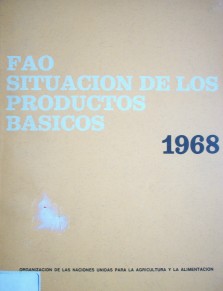 FAO
SITUACION DE LOS
PRODUCTOS
BASICOS
1968
ORGANIZACION DE LAS NACIONES UNIDAS PARA LA AGRICULTURA Y LA ALIMENTACION